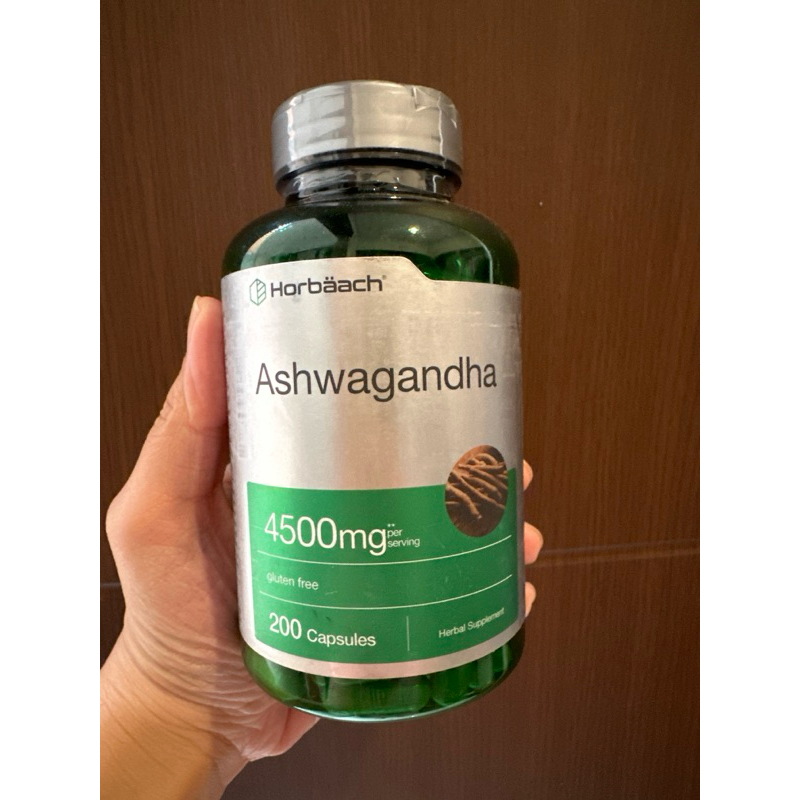 Horbäach®
Ashwagandha
4500mg** per
serving
gluten free
200 Capsules
Herbal Supplement